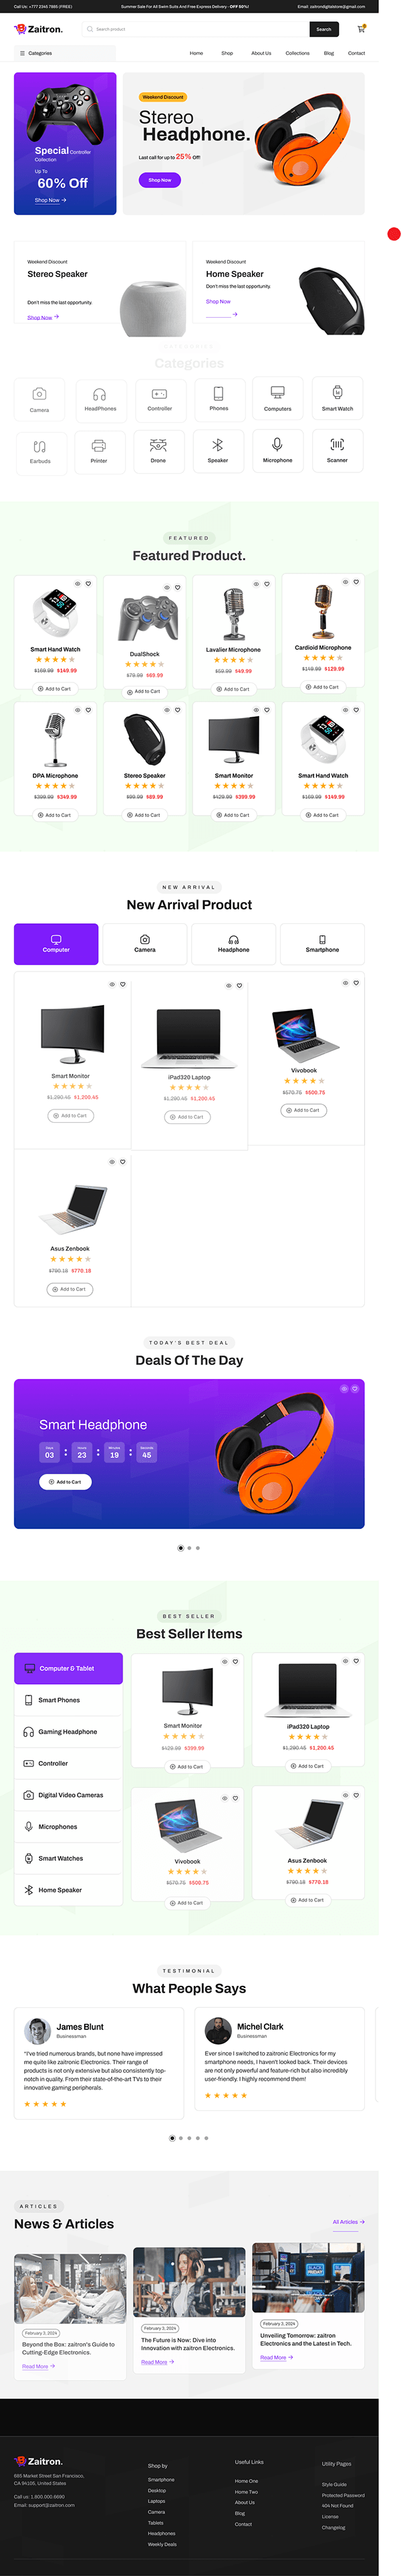 Call Us: +777 2344 7885 (FREE)
Summer Sale For All Swim Suits And Free Express Delivery - OFF 50%!
Email: zaitrondigitalstore@gmail.com
Zaitron.
Search product
Search
Categories
Home
Shop
About Us
Collections
Blog
Contact
Special Controller
Collection
Up To
60% Off
Shop Now
Weekend Discount
Stereo
Headphone.
Last call for up to 25% Off!
Shop Now
Weekend Discount
Stereo Speaker
Don't miss the last opportunity.
Shop Now
Weekend Discount
Home Speaker
Don't miss the last opportunity.
Shop Now
Categories
Camera
HeadPhones
Controller
Phones
Computers
Smart Watch
Earbuds
Printer
Drone
Speaker
Microphone
Scanner
FEATURED
Featured Product.
Smart Hand Watch
$159.99 $149.99
Add to Cart
DualShock
$79.99 $69.99
Add to Cart
Lavalier Microphone
$59.99 $49.99
Add to Cart
Cardioid Microphone
$149.99 $129.99
Add to Cart
DPA Microphone
$399.99 $349.99
Add to Cart
Stereo Speaker
$99.99 $89.99
Add to Cart
Smart Monitor
$429.99 $399.99
Add to Cart
Smart Hand Watch
$159.99 $149.99
Add to Cart
NEW ARRIVAL
New Arrival Product
Computer
Camera
Headphone
Smartphone
Smart Monitor
$1,290.45 $1,200.45
Add to Cart
iPad320 Laptop
$1,290.45 $1,200.45
Add to Cart
Vivobook
$570.75 $500.75
Add to Cart
Asus Zenbook
$790.18 $770.18
Add to Cart
TODAY'S BEST DEAL
Deals Of The Day
Smart Headphone
Days
03
Hours
23
Minute
19
Seconds
45
Add to Cart
BEST SELLER
Best Seller Items
Computer & Tablet
Smart Phones
Gaming Headphone
Controller
Digital Video Cameras
Microphones
Smart Watches
Home Speaker
Smart Monitor
$429.99 $399.99
Add to Cart
iPad320 Laptop
$1,290.45 $1,200.45
Add to Cart
Vivobook
$570.75 $500.75
Add to Cart
Asus Zenbook
$790.18 $770.18
Add to Cart
TESTIMONIAL
What People Says
James Blunt
Businessman
"I've tried numerous brands, but none have impressed
me quite like zaitronic Electronics. Their range of
products is not only extensive but also consistently top-
notch in quality. From their state-of-the-art TVs to their
innovative gaming peripherals.
Michel Clark
Businessman
Ever since I switched to zaitronic Electronics for my
smartphone needs, I haven't looked back. Their devices
are not only powerful and feature-rich but also incredibly
user-friendly. I highly recommend them!
ARTICLES
News & Articles
All Articles
February 3, 2024
Beyond the Box: zaitron's Guide to
Cutting-Edge Electronics.
Read More
February 3, 2024
The Future is Now: Dive into
Innovation with zaitron Electronics.
Read More
BLACK
FRIDAY
February 2, 2024
Unveiling Tomorrow: zaitron
Electronics and the Latest in Tech.
Read More
Zaitron.
685 Market Street San Francisco,
CA 94105, United States
Call us: 1.800.000.6690
Email: support@zaitron.com
Shop by
Smartphone
Desktop
Laptops
Camera
Tablets
Headphones
Weekly Deals
Useful Links
Home One
Home Two
About Us
Blog
Contact
Utility Pages
Style Guide
Protected Password
404 Not Found
License
Changelog